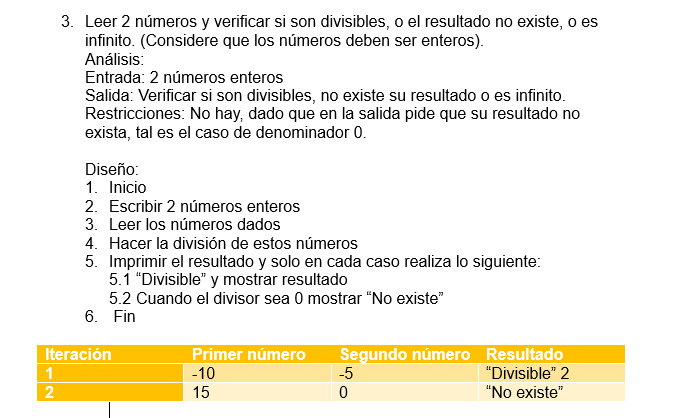 3. Leer 2 números y verificar si son divisibles, o el resultado no existe, o es
infinito. (Considere que los números deben ser enteros).
Análisis:
Entrada: 2 números enteros
Salida: Verificar si son divisibles, no existe su resultado o es infinito.
Restricciones: No hay, dado que en la salida pide que su resultado no
exista, tal es el caso de denominador 0.
Diseño:
1. Inicio
2. Escribir 2 números enteros
3. Leer los números dados
4. Hacer la división de estos números
5. Imprimir el resultado y solo en cada caso realiza lo siguiente:
5.1 “Divisible” y mostrar resultado
5.2 Cuando el divisor sea 0 mostrar “No existe”
6. Fin
Iteración Primer número Segundo número Resultado
1 -10 -5 “Divisible” 2
2 15 0 “No existe”